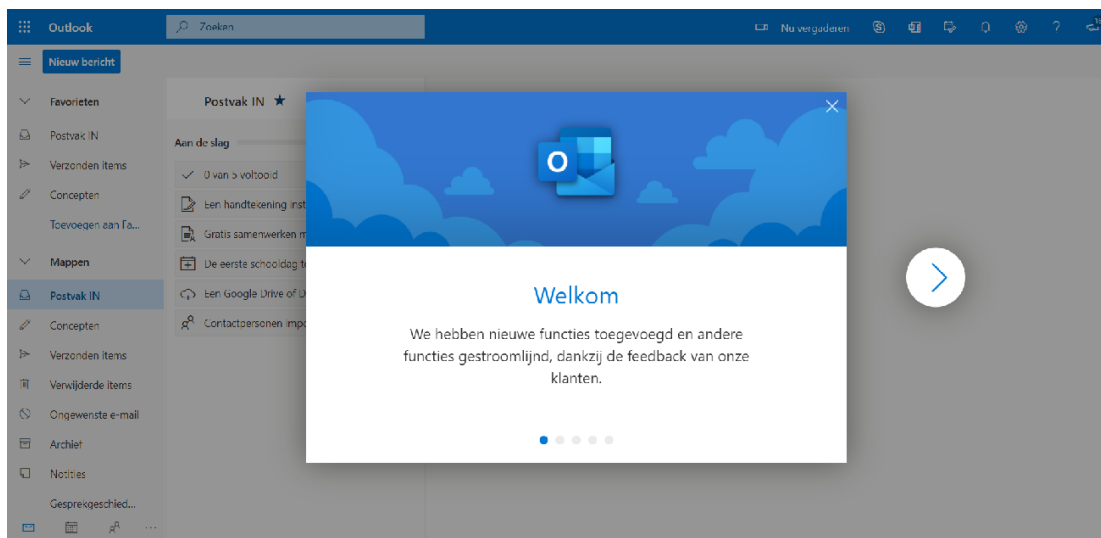 Outlook
Zoeken
Nu vergaderen
Nieuw bericht
Favorieten
Postvak IN
Verzonden items
Concepten
Toevoegen aan Fa...
Mappen
Postvak IN
Concepten
Verzonden items
Verwijderde items
Ongewenste e-mail
Archief
Notities
Gesprekgeschied...
Postvak IN
Aan de slag
0 van 5 voltooid
Een handtekening inst
Gratis samenwerken
De eerste schooldag
Een Google Drive of D
Contactpersonen impo
Welkom
We hebben nieuwe functies toegevoegd en andere
functies gestroomlijnd, dankzij de feedback van onze
klanten.